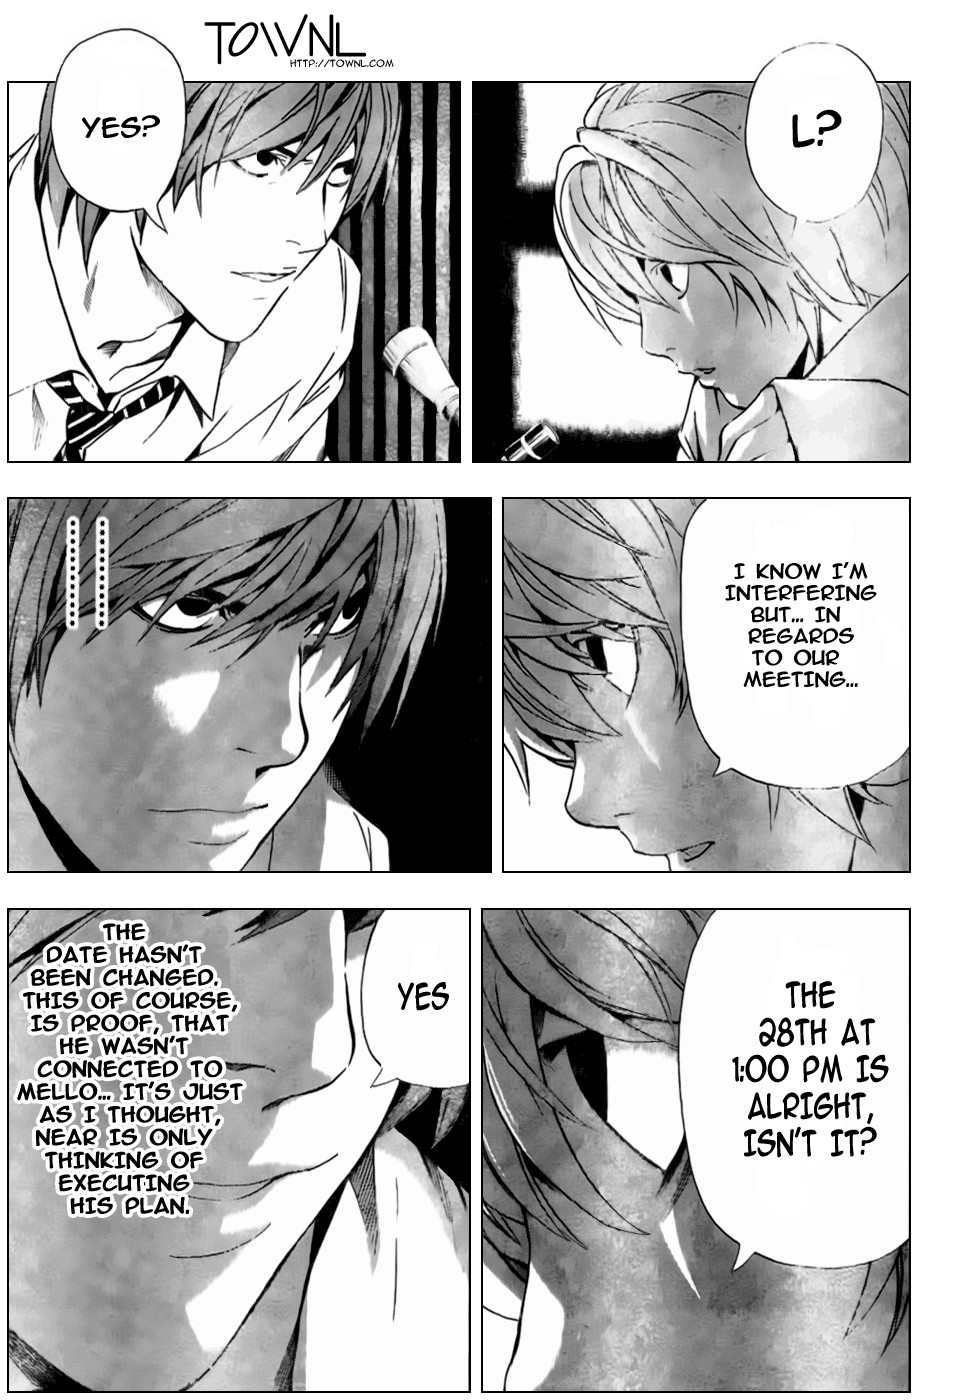 TOWNL
HTTP://TOWNL.COM
L?
YES?
I KNOW I'M
INTERFERING
BUT... IN
REGARDS
TO OUR
MEETING...
THE
28TH AT
1:00 PM IS
ALRIGHT,
ISN'T IT?
YES
THE
DATE HASN'T
BEEN CHANGED.
THIS OF COURSE,
IS PROOF, THAT
HE WASN'T
CONNECTED TO
MELLO... IT'S JUST
AS I THOUGHT,
NEAR IS ONLY
THINKING OF
EXECUTING
HIS PLAN.